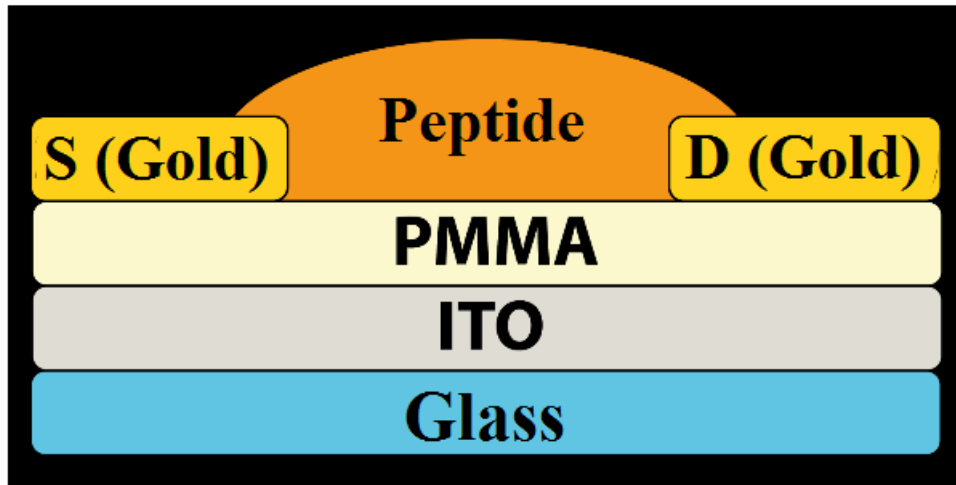 Peptide
S (Gold)
D (Gold)
PMMA
ITO
Glass